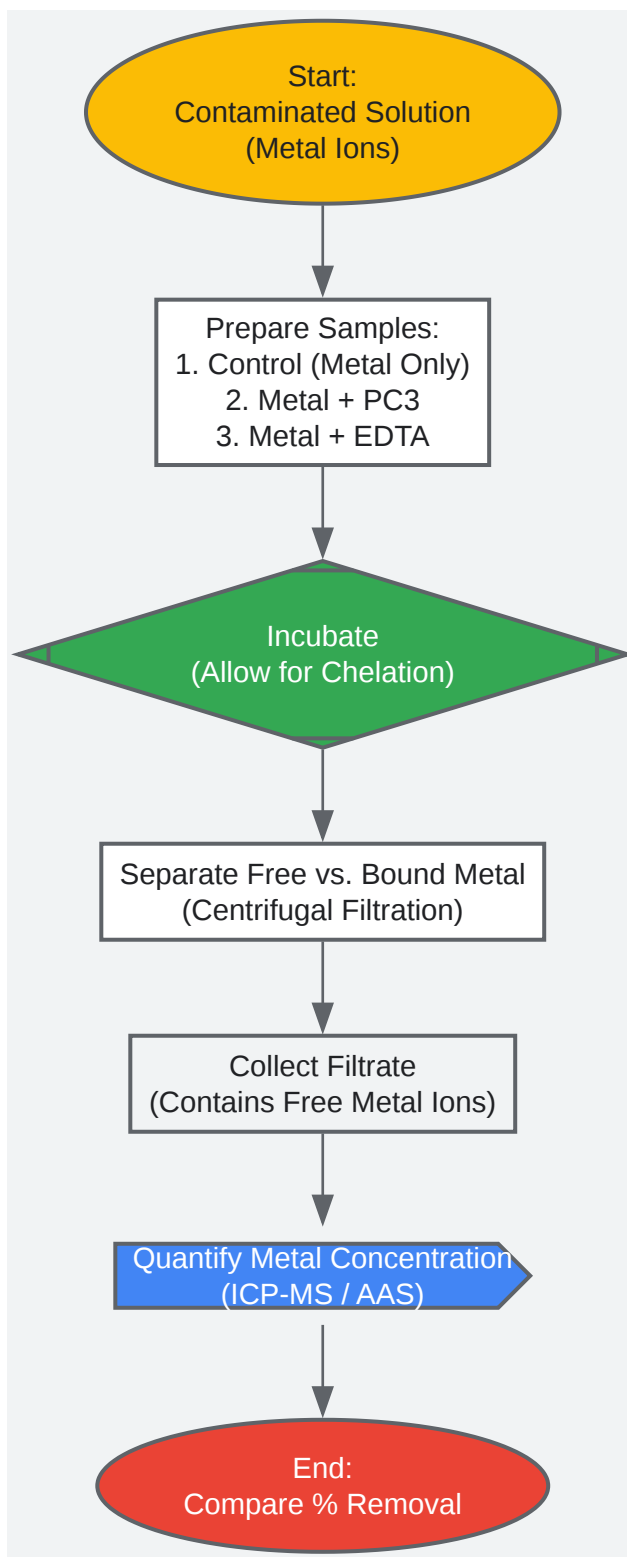 Start:
Contaminated Solution
(Metal Ions)
Prepare Samples:
1. Control (Metal Only)
2. Metal + PC3
3. Metal + EDTA
Incubate
(Allow for Chelation)
Separate Free vs. Bound Metal
(Centrifugal Filtration)
Collect Filtrate
(Contains Free Metal Ions)
Quantify Metal Concentration
(ICP-MS / AAS)
End:
Compare % Removal